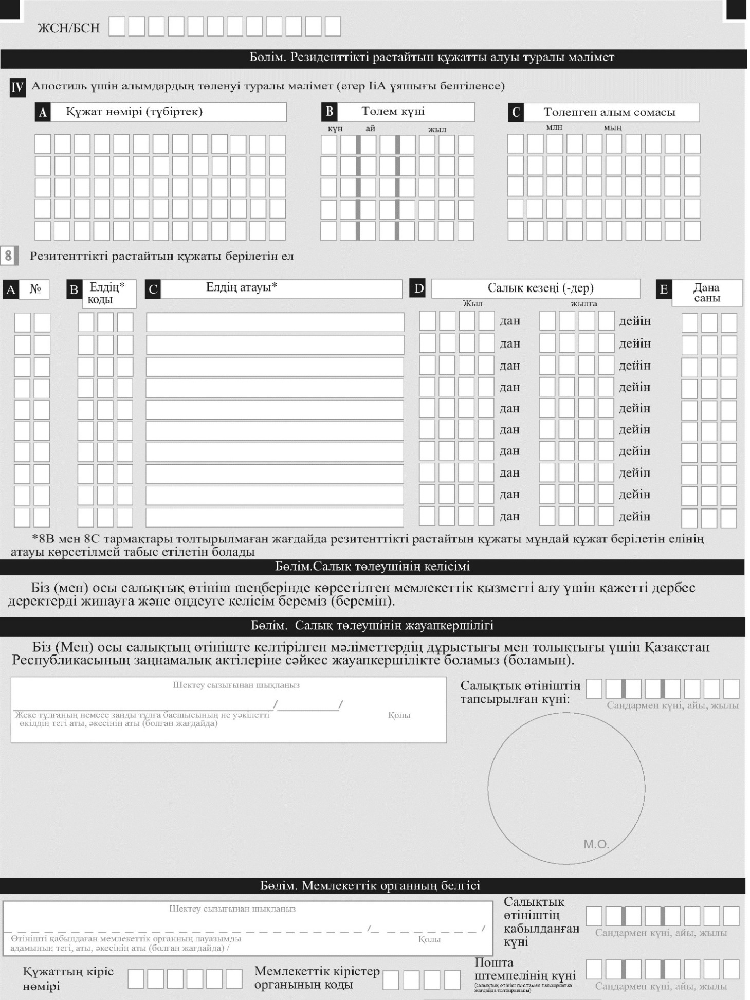 ЖСН/БСН
Бөлім. Резиденттікті растайтын құжатты алуы туралы мәлімет
IV Апостиль үшін алымдардың төленуі туралы мәлімет (егер IіА ұяшығы белгіленсе)
A Құжат нөмірі (түбіртек) B Төлем күні C Төленген алым сомасы
күн ай жыл млн мың
8 Резитенттікті растайтын құжаты берілетін ел
A № B Елдің* C Елдің атауы* D Салық кезеңі (-дер) E Дана
коды саны
Жыл жылға
дан дейін
дан дейін
дан дейін
дан дейін
дан дейін
дан дейін
дан дейін
дан дейін
дан дейін
дан дейін
*8В мен 8С тармақтары толтырылмаған жағдайда резитенттікті растайтын құжаты мұндай құжат берілетін елінің
атауы көрсетілмей табыс етілетін болады
Бөлім.Салық төлеушінің келісімі
Біз (мен) осы салықтық өтініш шеңберінде көрсетілген мемлекеттік қызметті алу үшін қажетті дербес
деректерді жинауға және өңдеуге келісім береміз (беремін).
Бөлім. Салық төлеушінің жауапкершілігі
Біз (Мен) осы салықтың өтініште келтірілген мәліметтердің дұрыстығы мен толықтығы үшін Қазақстан
Республикасының заңнамалық актілеріне сәйкес жауапкершілікте боламыз (боламын).
Шектеу сызығынан шықпаңыз
Салықтық өтініштің
тапсырылған күні:
Сандармен күні, айы, жылы
/ /
Жеке тұлғаның немесе заңды тұлға басшысының не уәкілетті
өкілдің тегі аты, әкесінің аты (болған жағдайда)
Қолы
М.О.
Бөлім. Мемлекеттік органның белгісі
Шектеу сызығынан шықпаңыз
/ /
Өтінішті қабылдаған мемлекеттік органның лауазымды
адамының тегі, аты, әкесінің аты (болған жағдайда) /
Қолы
Салықтық
өтініштің
қабылданған
күні
Сандармен күні, айы, жылы
Құжаттың кіріс
нөмірі
Мемлекеттік кірістер
органының коды
Пошта
штемпелінің күні
(салықтық өтініш поштамен тапсырылған
жағдайда толтырылады)
Сандармен күні, айы, жылы